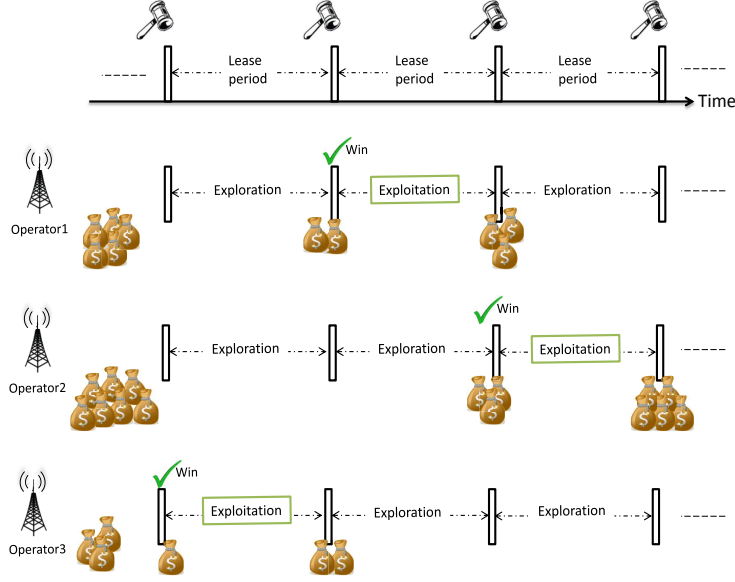 Lease
period
Lease
period
Lease
period
Time
Win
Exploration
Exploitation
Exploration
Operator1
$ $ $ $ $
$ $
$ $ $
Win
Exploration
Exploration
Exploitation
Operator2
$ $ $ $ $ $ $
$ $ $
$ $ $ $ $
Win
Exploitation
Exploration
Exploration
Operator3
$ $ $
$
$ $